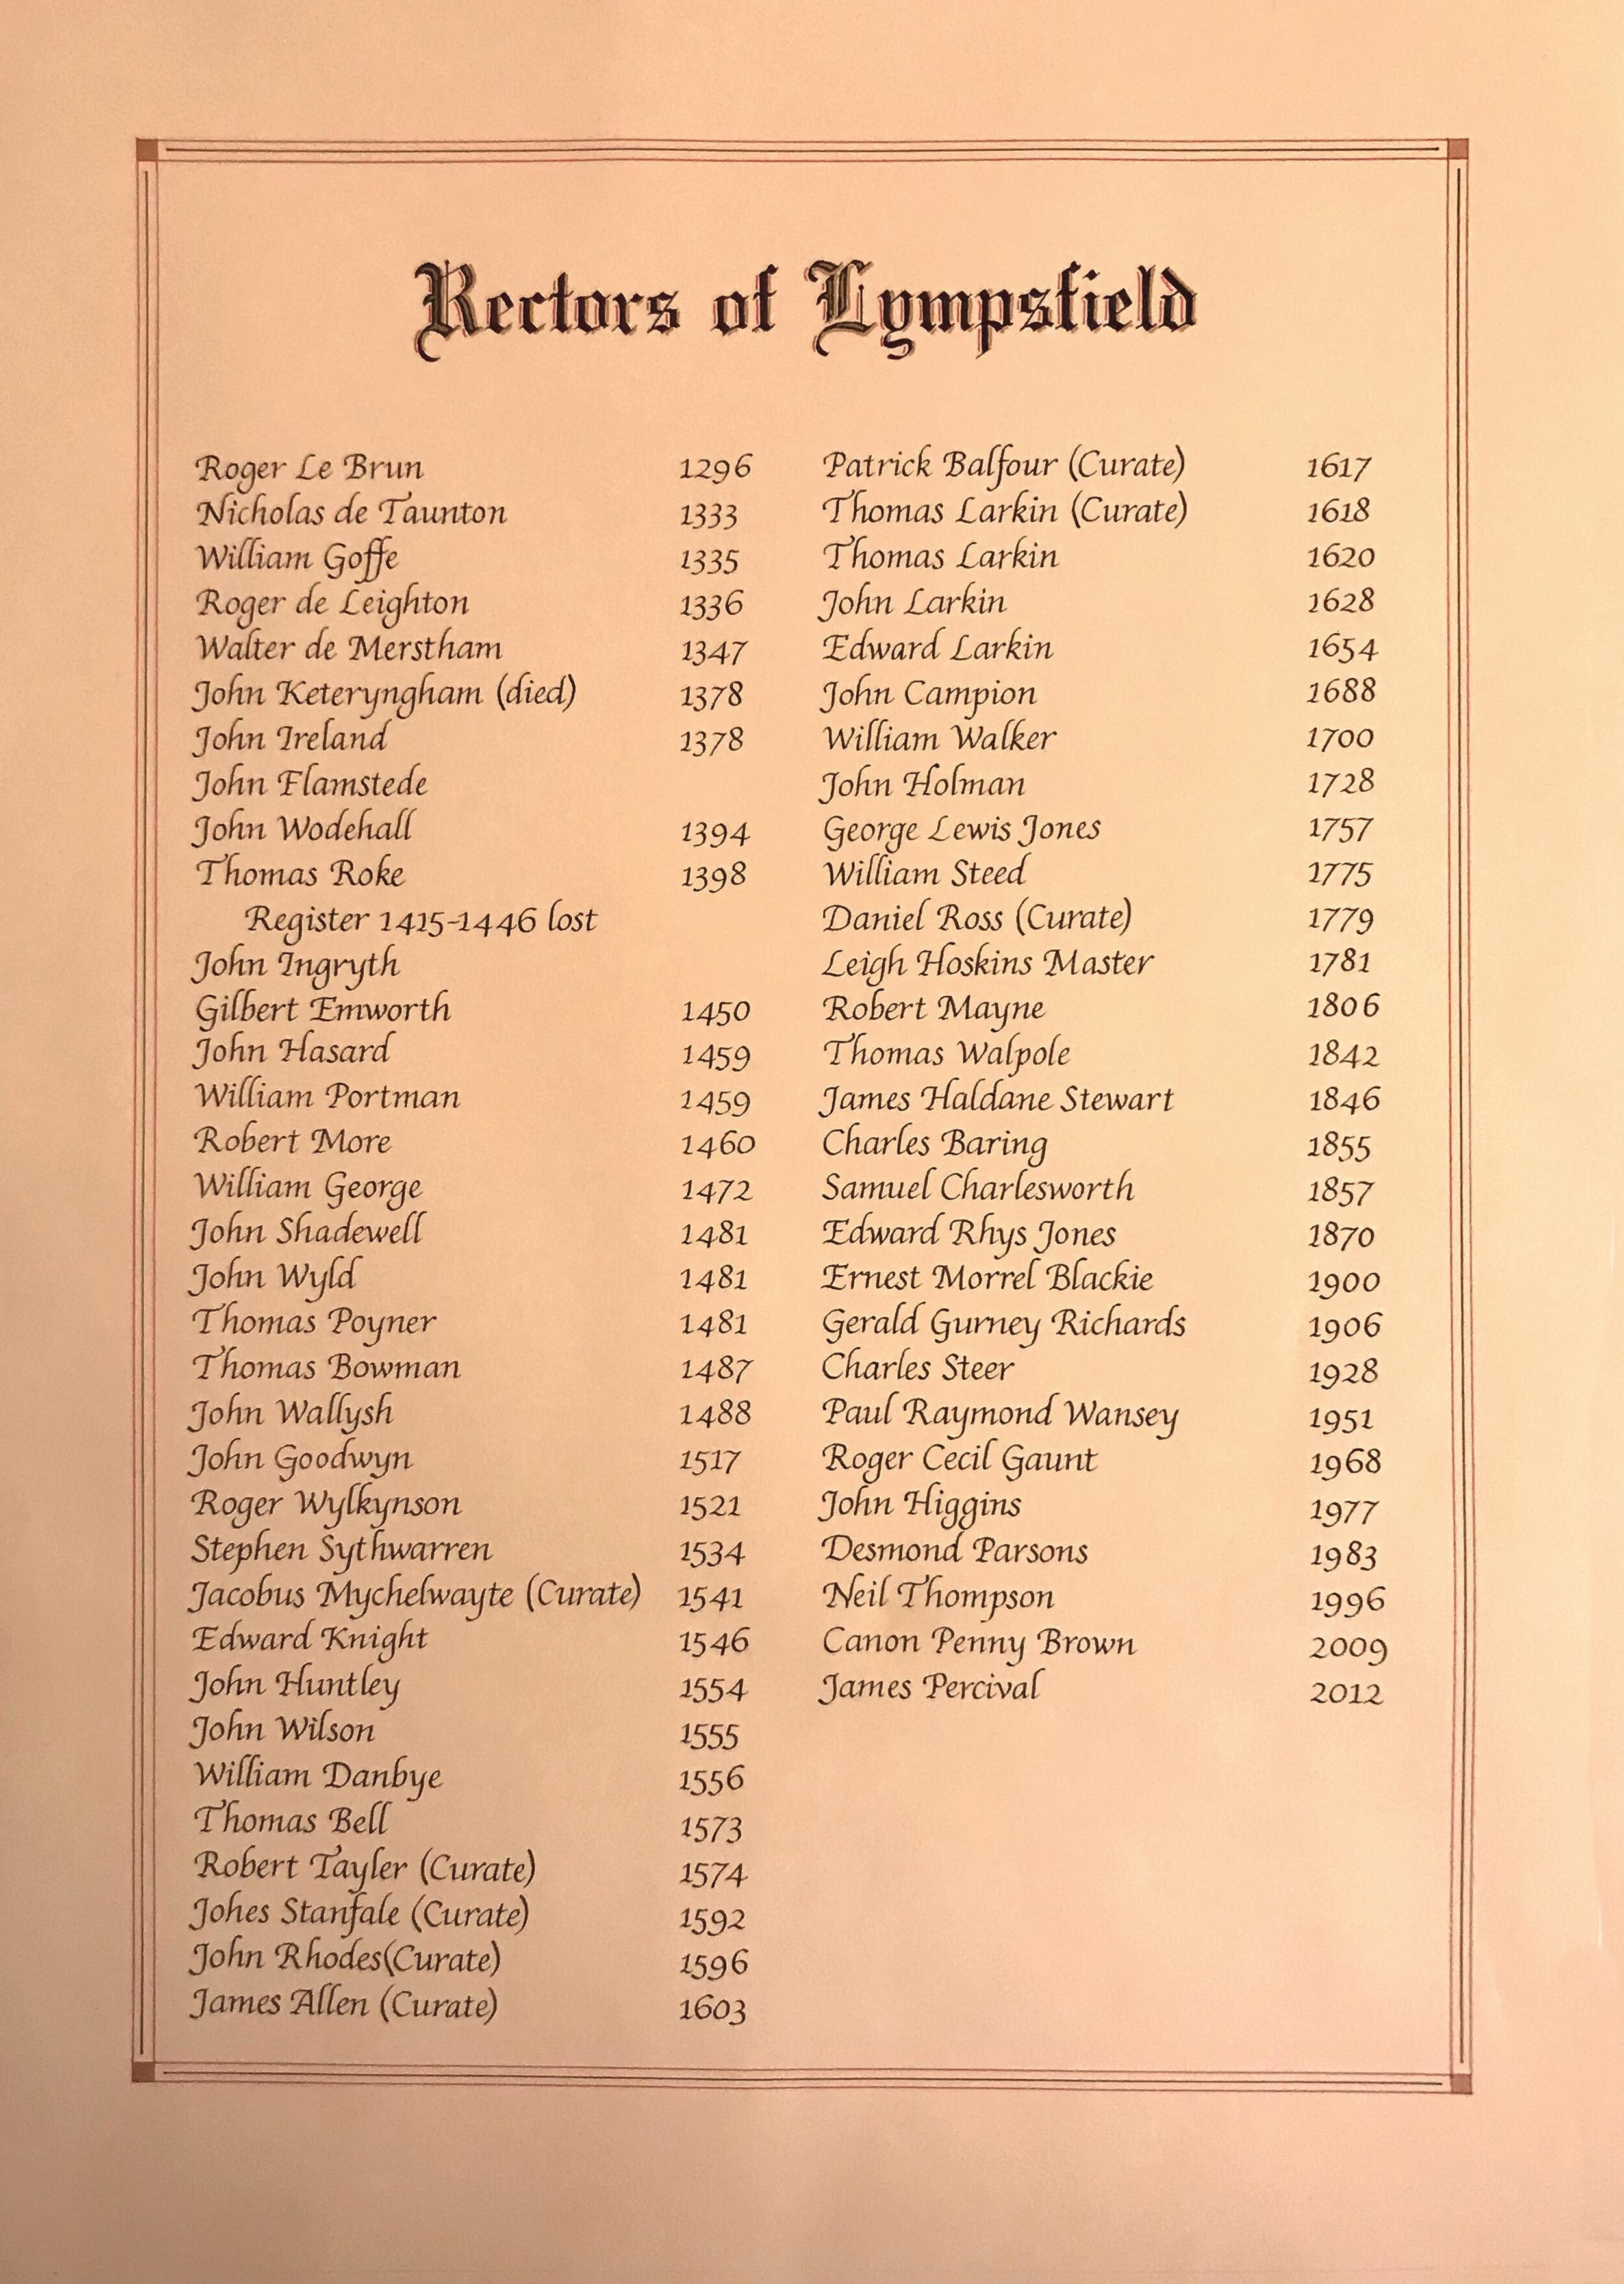 Rectors of Lympsfield
Roger Le Brun 1296
Nicholas de Taunton 1333
William Goffe 1335
Roger de Leighton 1336
Walter de Merstham 1347
John Keteryngham (died) 1378
John Ireland 1378
John Flamstede
John Wodehall 1394
Thomas Roke 1398
Register 1415-1446 lost
John Ingryth
Gilbert Emworth 1450
John Hasard 1459
William Portman 1459
Robert More 1460
William George 1472
John Shadewell 1481
John Wyld 1481
Thomas Poyner 1481
Thomas Bowman 1487
John Wallysh 1488
John Goodwyn 1517
Roger Wylkynson 1521
Stephen Sythwarren 1534
Jacobus Mychelwayte (Curate) 1541
Edward Knight 1546
John Huntley 1554
John Wilson 1555
William Danbye 1556
Thomas Bell 1573
Robert Tayler (Curate) 1574
Johes Stanfale (Curate) 1592
John Rhodes(Curate) 1596
James Allen (Curate) 1603
Patrick Balfour (Curate) 1617
Thomas Larkin (Curate) 1618
Thomas Larkin 1620
John Larkin 1628
Edward Larkin 1654
John Campion 1688
William Walker 1700
John Holman 1728
George Lewis Jones 1757
William Steed 1775
Daniel Ross (Curate) 1779
Leigh Hoskins Master 1781
Robert Mayne 1806
Thomas Walpole 1842
James Haldane Stewart 1846
Charles Baring 1855
Samuel Charlesworth 1857
Edward Rhys Jones 1870
Ernest Morrel Blackie 1900
Gerald Gurney Richards 1906
Charles Steer 1928
Paul Raymond Wansey 1951
Roger Cecil Gaunt 1968
John Higgins 1977
Desmond Parsons 1983
Neil Thompson 1996
Canon Penny Brown 2009
James Percival 2012